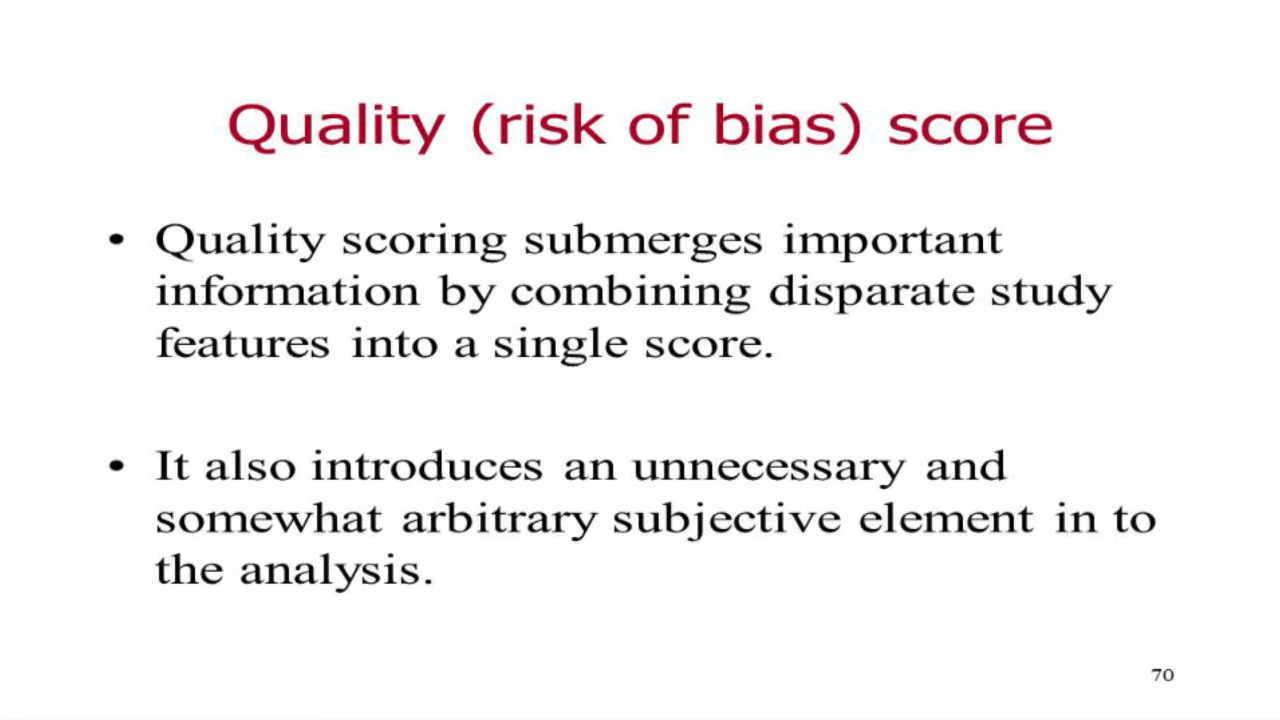 Quality (risk of bias) score
• Quality scoring submerges important
information by combining disparate study
features into a single score.
• It also introduces an unnecessary and
somewhat arbitrary subjective element in to
the analysis.
70